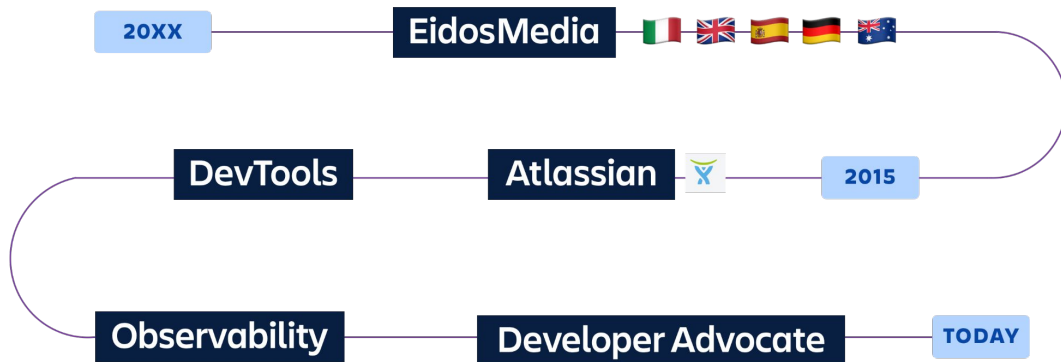 20XX
EidosMedia
2015
Atlassian
DevTools
Observability
Developer Advocate
TODAY